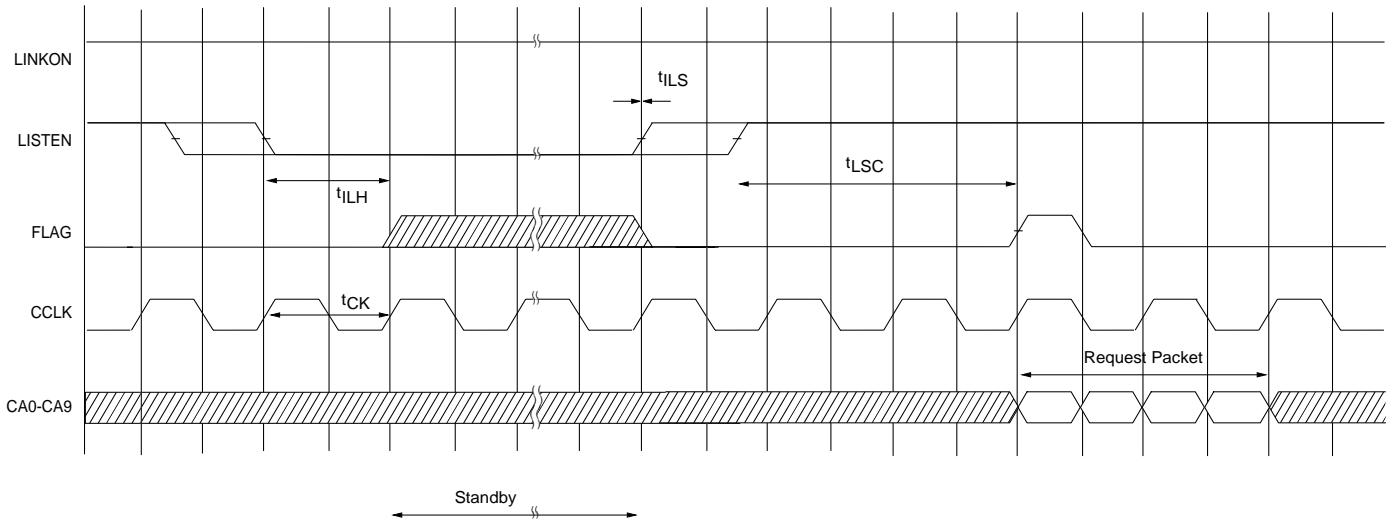 LINKON
tILS
LISTEN
tLSC
tILH
FLAG
tCK
CCLK
Request Packet
CA0-CA9
Standby